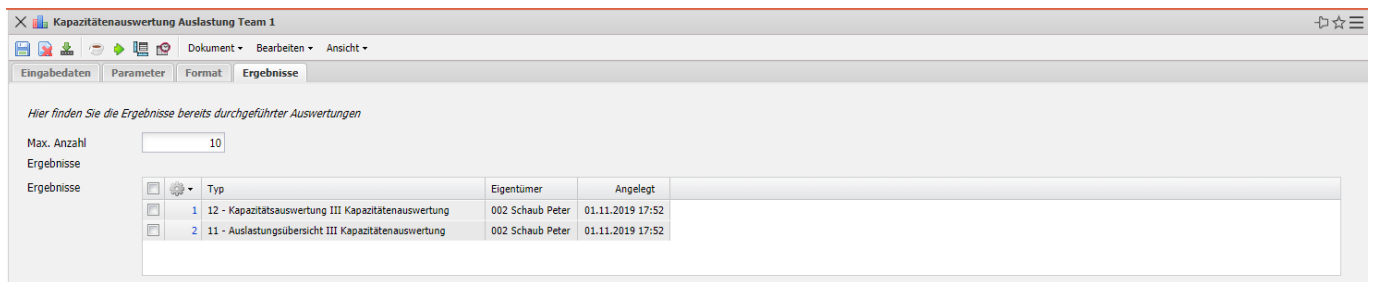 Kapazitätenauswertung Auslastung Team 1
Dokument Bearbeiten Ansicht
Eingabedaten Parameter Format Ergebnisse
Hier finden Sie die Ergebnisse bereits durchgeführter Auswertungen
Max. Anzahl 10
Ergebnisse
Ergebnisse Typ Eigentümer Angelegt
1 12 - Kapazitätsauswertung III Kapazitätenauswertung 002 Schaub Peter 01.11.2019 17:52
2 11 - Auslastungsübersicht III Kapazitätenauswertung 002 Schaub Peter 01.11.2019 17:52